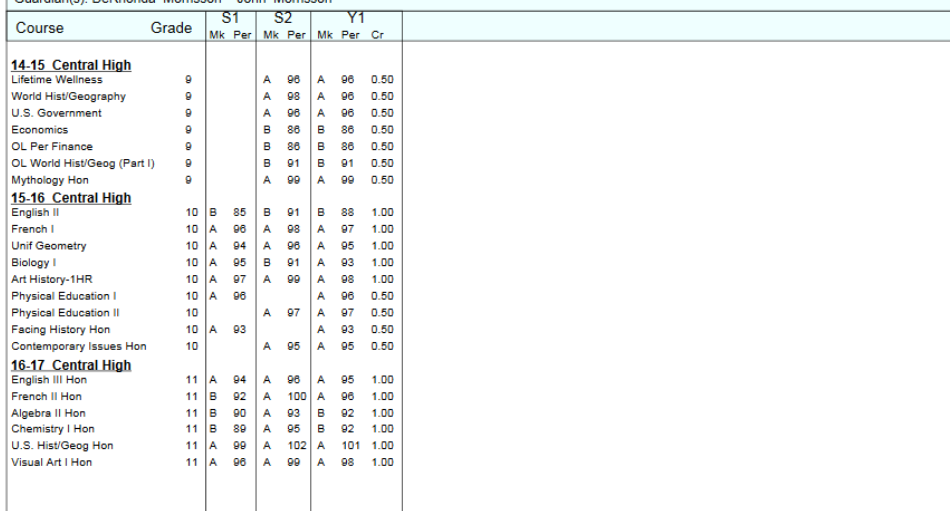 Guardian(s): DeRhonda Morrisson John Morrisson
S1 S2 Y1
Course Grade Mk Per Mk Per Mk Per Cr
14-15 Central High
Lifetime Wellness 9 A 96 A 96 0.50
World Hist/Geography 9 A 98 A 96 0.50
U.S. Government 9 A 96 A 96 0.50
Economics 9 B 86 B 86 0.50
OL Per Finance 9 B 86 B 86 0.50
OL World Hist/Geog (Part I) 9 B 91 B 91 0.50
Mythology Hon 9 A 99 A 99 0.50
15-16 Central High
English II 10 B 85 B 91 B 88 1.00
French I 10 A 96 A 98 A 97 1.00
Unif Geometry 10 A 94 A 96 A 95 1.00
Biology I 10 A 95 B 91 A 93 1.00
Art History-1HR 10 A 97 A 99 A 98 1.00
Physical Education I 10 A 96 A 96 0.50
Physical Education II 10 A 97 A 97 0.50
Facing History Hon 10 A 93 A 93 0.50
Contemporary Issues Hon 10 A 95 A 95 0.50
16-17 Central High
English III Hon 11 A 94 A 96 A 95 1.00
French II Hon 11 B 92 A 100 A 96 1.00
Algebra II Hon 11 B 90 A 93 B 92 1.00
Chemistry I Hon 11 B 89 A 95 B 92 1.00
U.S. Hist/Geog Hon 11 A 99 A 102 A 101 1.00
Visual Art I Hon 11 A 96 A 99 A 98 1.00